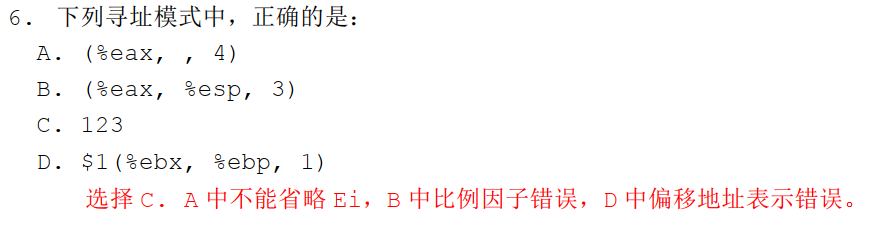 6. 下列寻址模式中，正确的是：
A. (%eax, , 4)
B. (%eax, %esp, 3)
C. 123
D. $1(%ebx, %ebp, 1)
选择 C. A 中不能省略 Ei，B 中比例因子错误，D 中偏移地址表示错误。